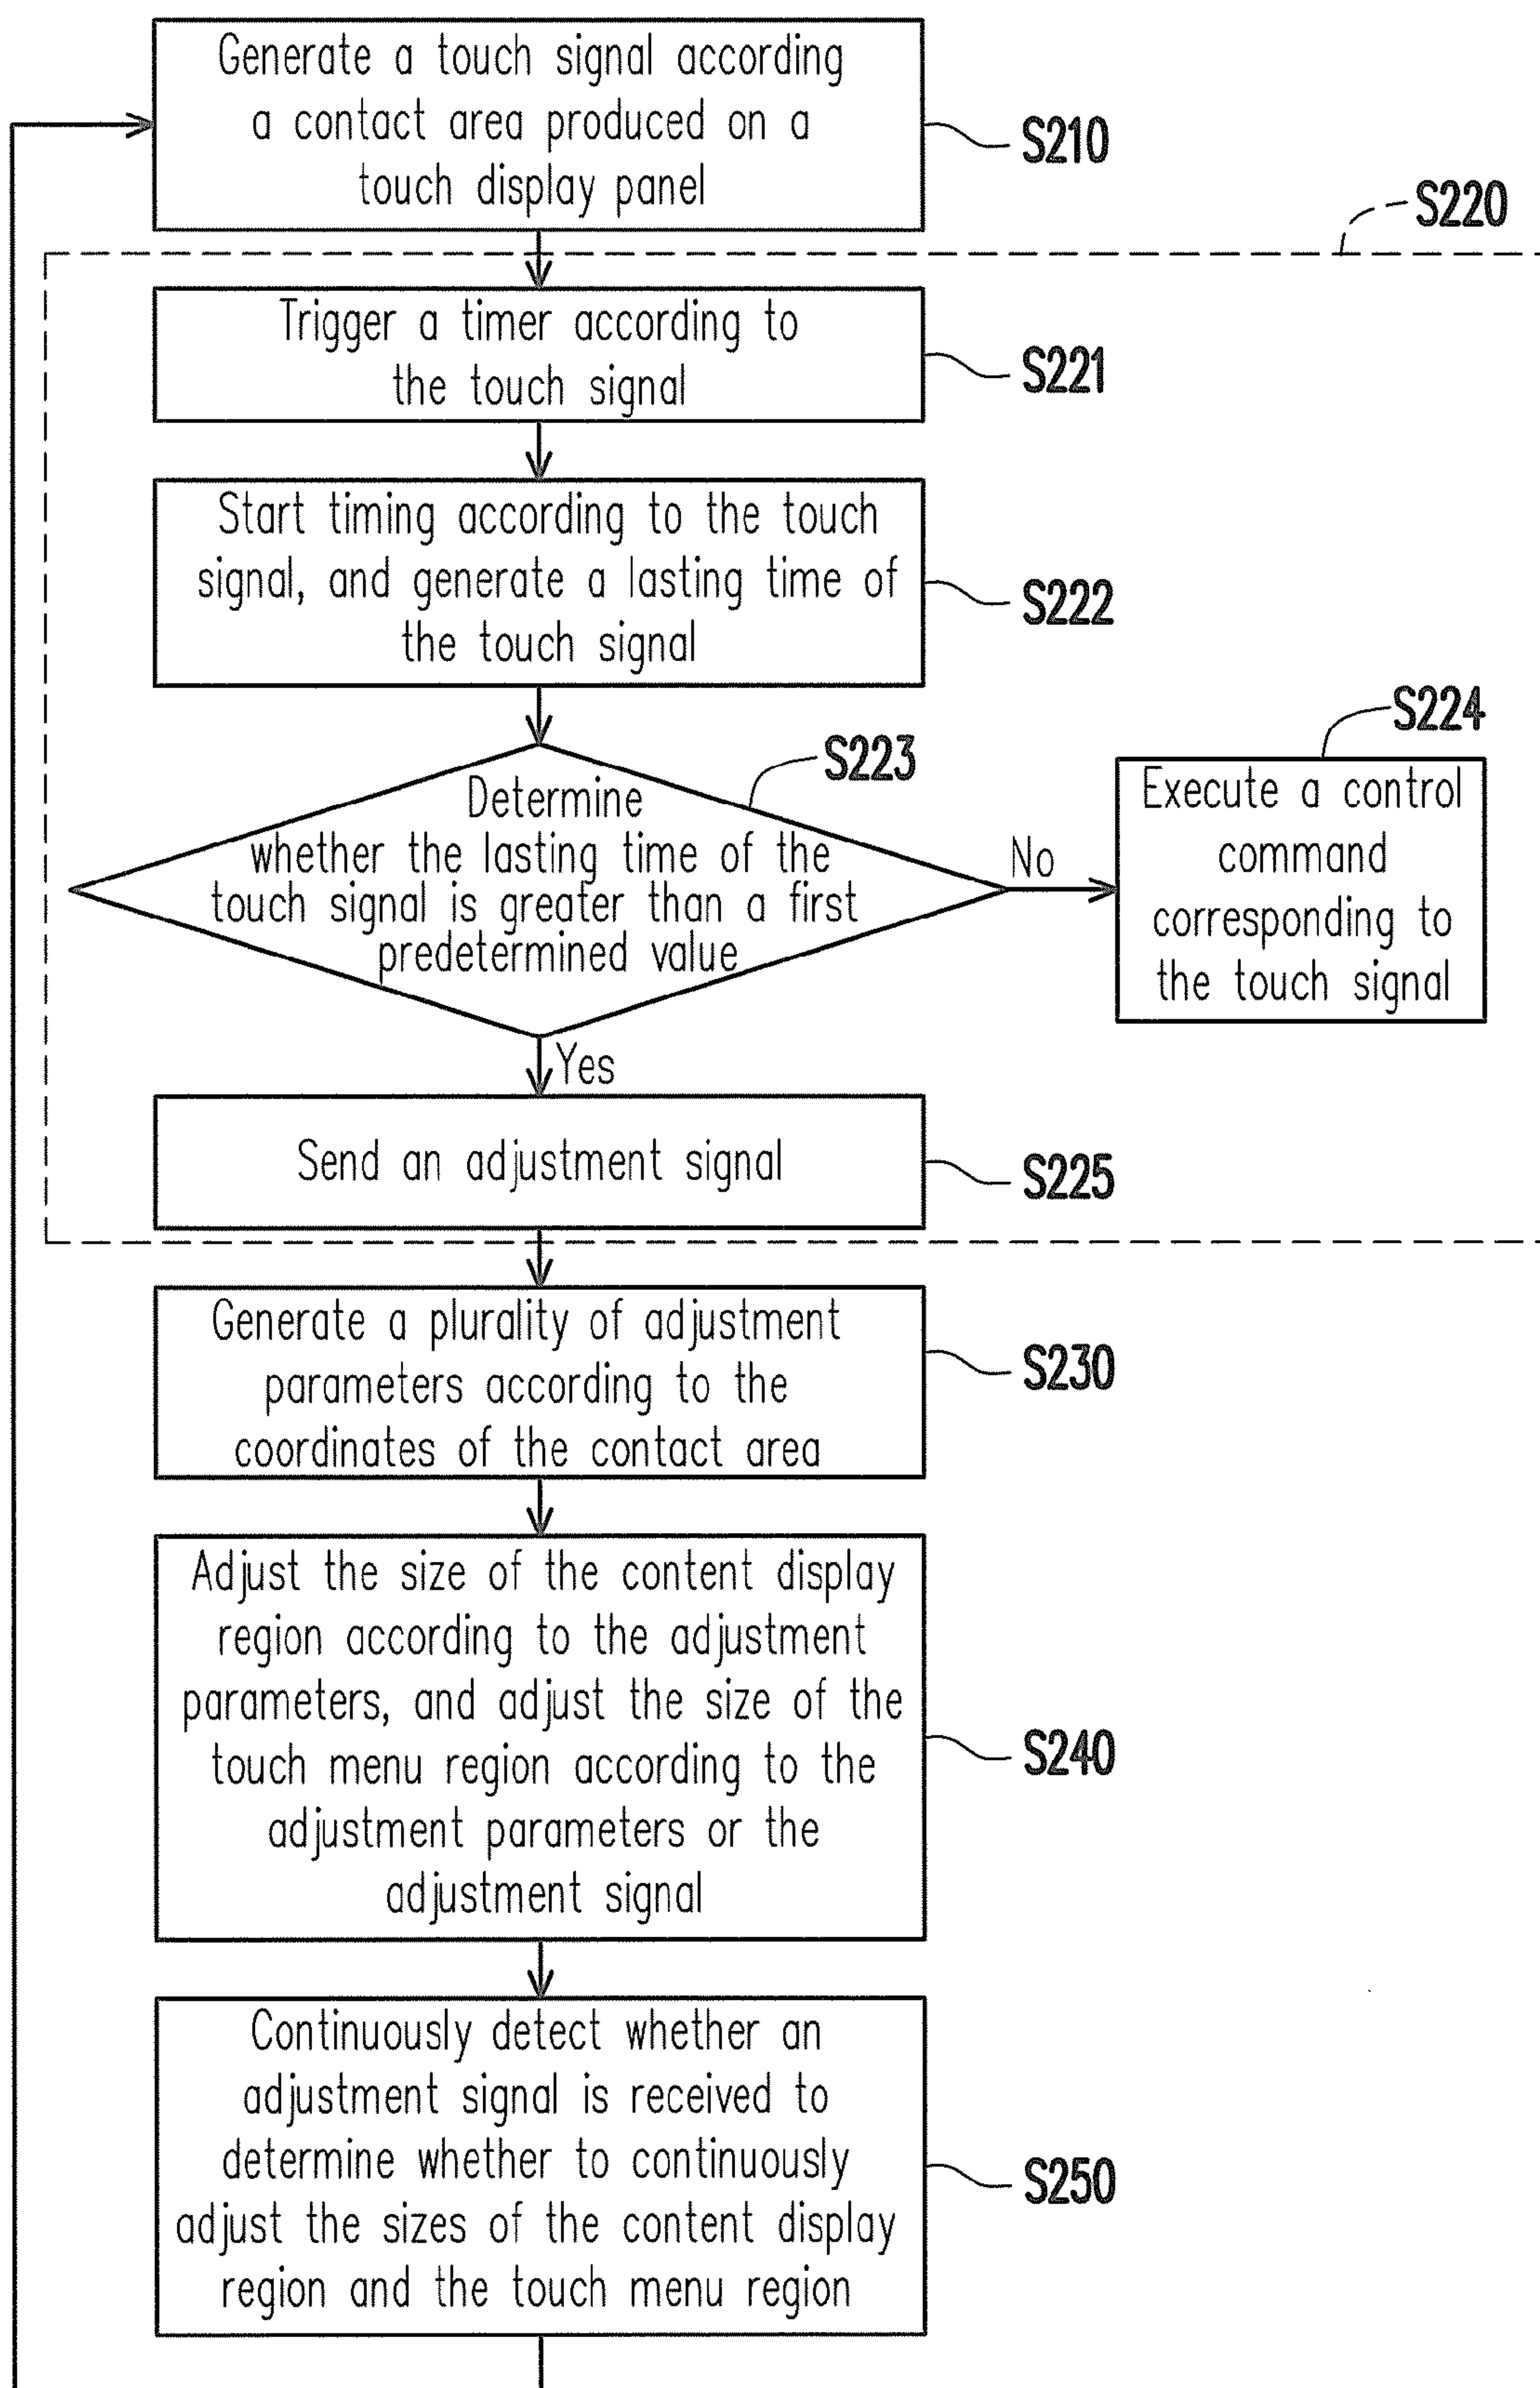 Generate a touch signal according
a contact area produced on a
touch display panel
S210
S220
Trigger a timer according to
the touch signal
S221
Start timing according to the touch
signal, and generate a lasting time of
the touch signal
S222
Determine
whether the lasting time of the
touch signal is greater than a first
predetermined value
S223
No
S224
Execute a control
command
corresponding to
the touch signal
Yes
Send an adjustment signal
S225
Generate a plurality of adjustment
parameters according to the
coordinates of the contact area
S230
Adjust the size of the content display
region according to the adjustment
parameters, and adjust the size of the
touch menu region according to the
adjustment parameters or the
adjustment signal
S240
Continuously detect whether an
adjustment signal is received to
determine whether to continuously
adjust the sizes of the content display
region and the touch menu region
S250